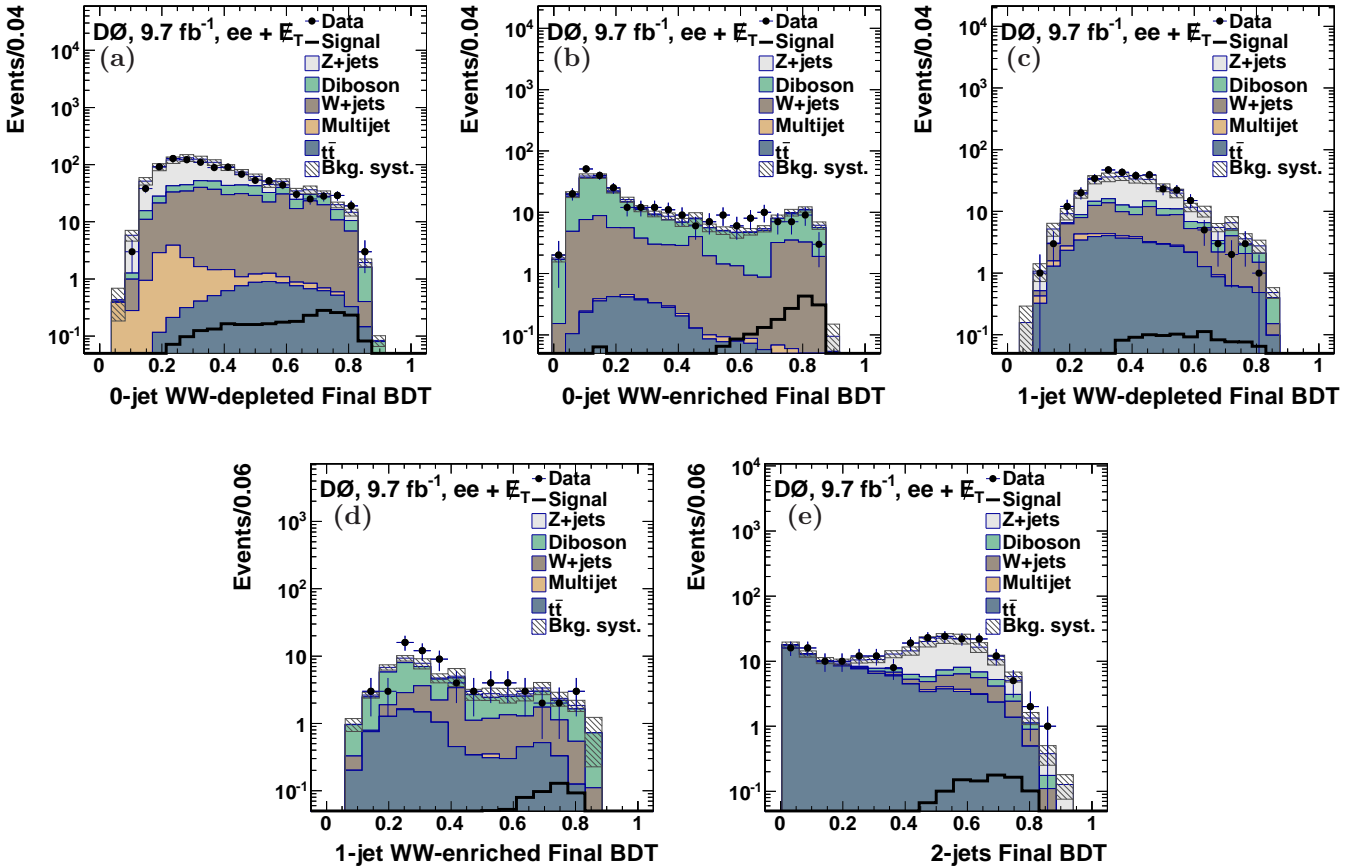 Events/0.04
10⁴
10³
10²
10
1
10⁻¹
DØ, 9.7 fb⁻¹, ee + E̸_T
(a)
Data
Signal
Z+jets
Diboson
W+jets
Multijet
tt̄
Bkg. syst.
0 0.2 0.4 0.6 0.8 1
0-jet WW-depleted Final BDT
Events/0.04
10⁴
10³
10²
10
1
10⁻¹
DØ, 9.7 fb⁻¹, ee + E̸_T
(b)
Data
Signal
Z+jets
Diboson
W+jets
Multijet
tt̄
Bkg. syst.
0 0.2 0.4 0.6 0.8 1
0-jet WW-enriched Final BDT
Events/0.04
10⁴
10³
10²
10
1
10⁻¹
DØ, 9.7 fb⁻¹, ee + E̸_T
(c)
Data
Signal
Z+jets
Diboson
W+jets
Multijet
tt̄
Bkg. syst.
0 0.2 0.4 0.6 0.8 1
1-jet WW-depleted Final BDT
Events/0.06
10³
10²
10
1
10⁻¹
DØ, 9.7 fb⁻¹, ee + E̸_T
(d)
Data
Signal
Z+jets
Diboson
W+jets
Multijet
tt̄
Bkg. syst.
0 0.2 0.4 0.6 0.8 1
1-jet WW-enriched Final BDT
Events/0.06
10⁴
10³
10²
10
1
10⁻¹
DØ, 9.7 fb⁻¹, ee + E̸_T
(e)
Data
Signal
Z+jets
Diboson
W+jets
Multijet
tt̄
Bkg. syst.
0 0.2 0.4 0.6 0.8 1
2-jets Final BDT